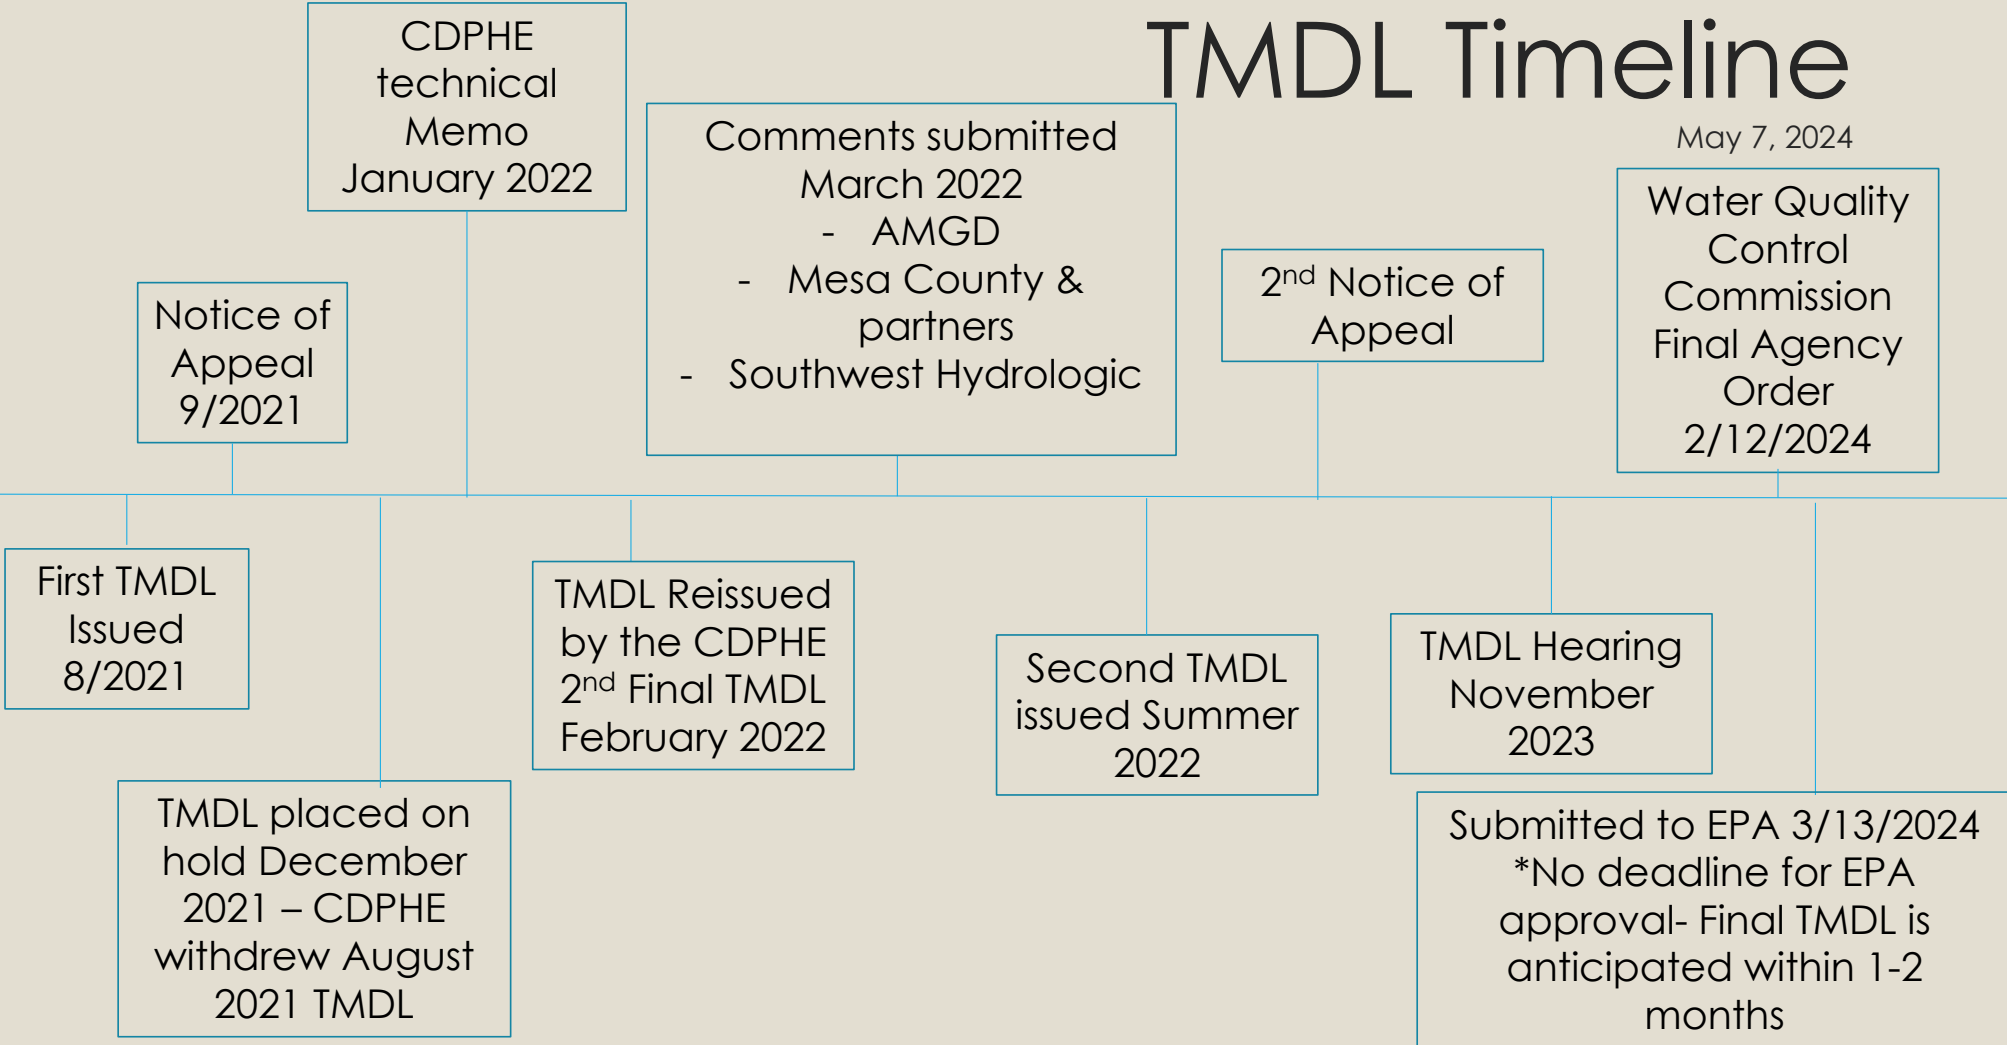 TMDL Timeline
May 7, 2024
CDPHE
technical
Memo
January 2022
Comments submitted
March 2022
- AMGD
- Mesa County &
partners
- Southwest Hydrologic
Water Quality
Control
Commission
Final Agency
Order
2/12/2024
Notice of
Appeal
9/2021
2nd Notice of
Appeal
First TMDL
Issued
8/2021
TMDL Reissued
by the CDPHE
2nd Final TMDL
February 2022
Second TMDL
issued Summer
2022
TMDL Hearing
November
2023
TMDL placed on
hold December
2021 – CDPHE
withdrew August
2021 TMDL
Submitted to EPA 3/13/2024
*No deadline for EPA
approval- Final TMDL is
anticipated within 1-2
months